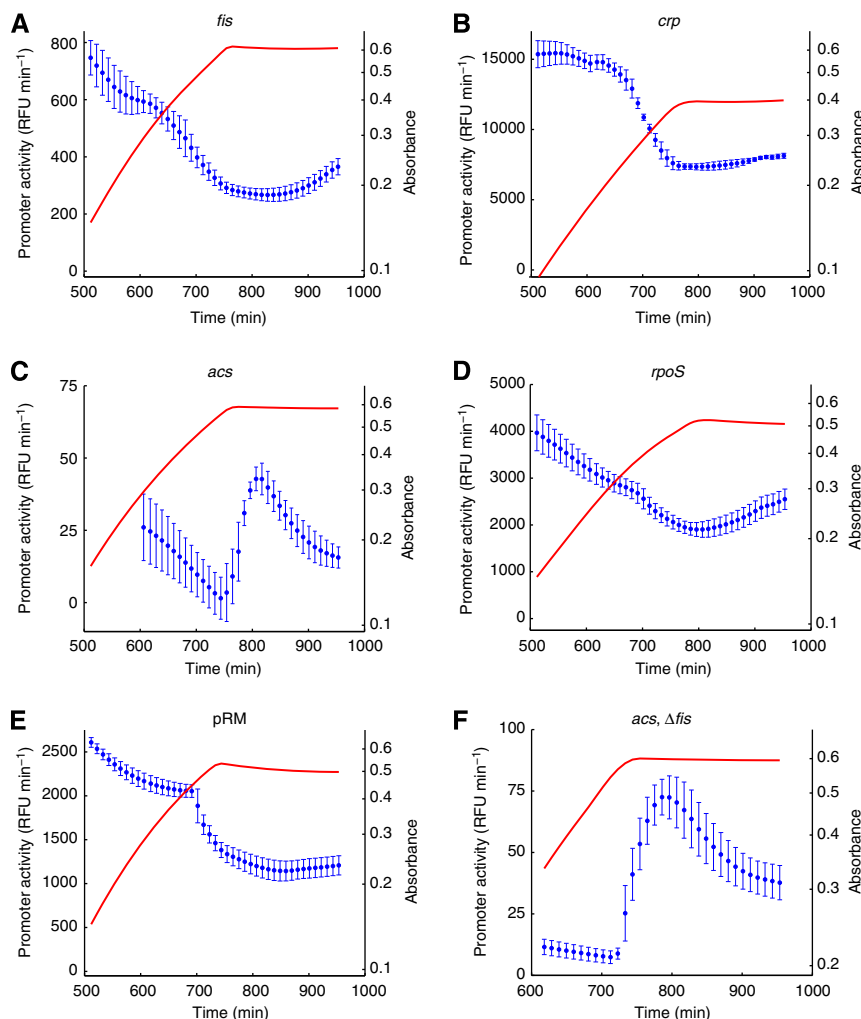 A
fis
800
600
400
200
0
Promoter activity (RFU min⁻¹)
0.6
0.5
0.4
0.3
0.2
0.1
Absorbance
500 600 700 800 900 1000
Time (min)
B
crp
15000
10000
5000
0
Promoter activity (RFU min⁻¹)
0.6
0.5
0.4
0.3
0.2
0.1
Absorbance
500 600 700 800 900 1000
Time (min)
C
acs
75
50
25
0
Promoter activity (RFU min⁻¹)
0.6
0.5
0.4
0.3
0.2
0.1
Absorbance
500 600 700 800 900 1000
Time (min)
D
rpoS
5000
4000
3000
2000
1000
0
Promoter activity (RFU min⁻¹)
0.6
0.5
0.4
0.3
0.2
0.1
Absorbance
500 600 700 800 900 1000
Time (min)
E
pRM
2500
2000
1500
1000
500
0
Promoter activity (RFU min⁻¹)
0.6
0.5
0.4
0.3
0.2
0.1
Absorbance
500 600 700 800 900 1000
Time (min)
F
acs, Δfis
100
75
50
25
0
Promoter activity (RFU min⁻¹)
0.6
0.5
0.4
0.3
0.2
Absorbance
600 700 800 900 1000
Time (min)